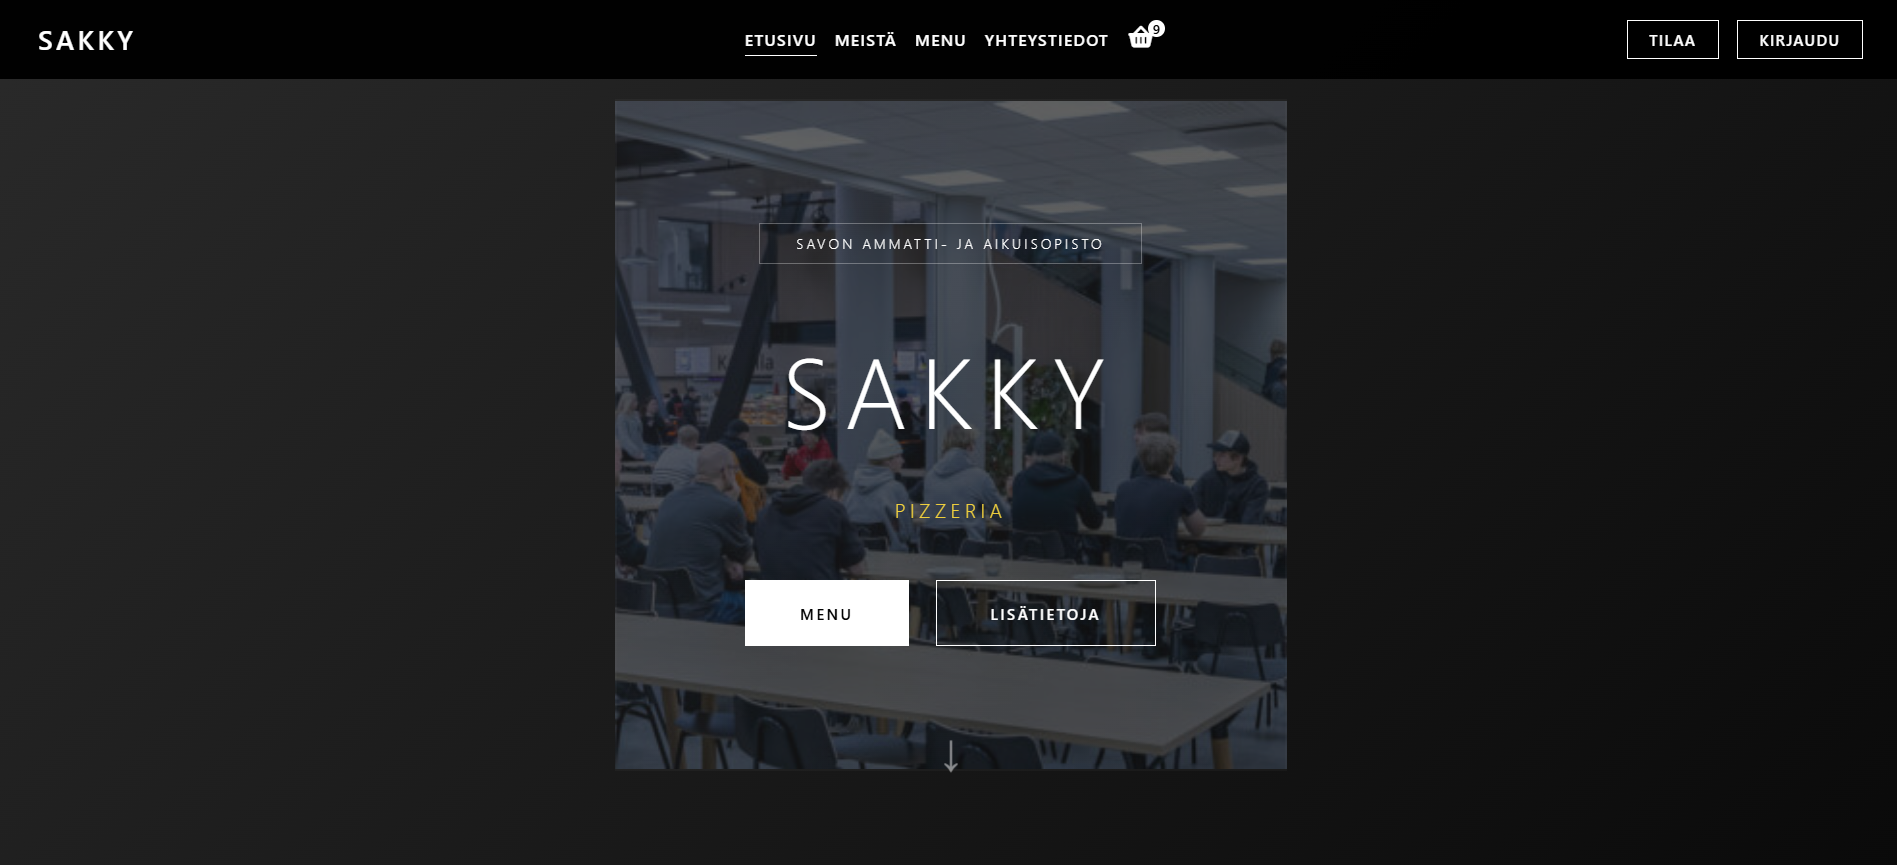 SAKKY
ETUSIVU MEISTÄ MENU YHTEYSTIEDOT 9
TILAA KIRJAUDU
SAVON AMMATTI- JA AIKUISOPISTO
SAKKY
PIZZERIA
MENU LISÄTIETOJA